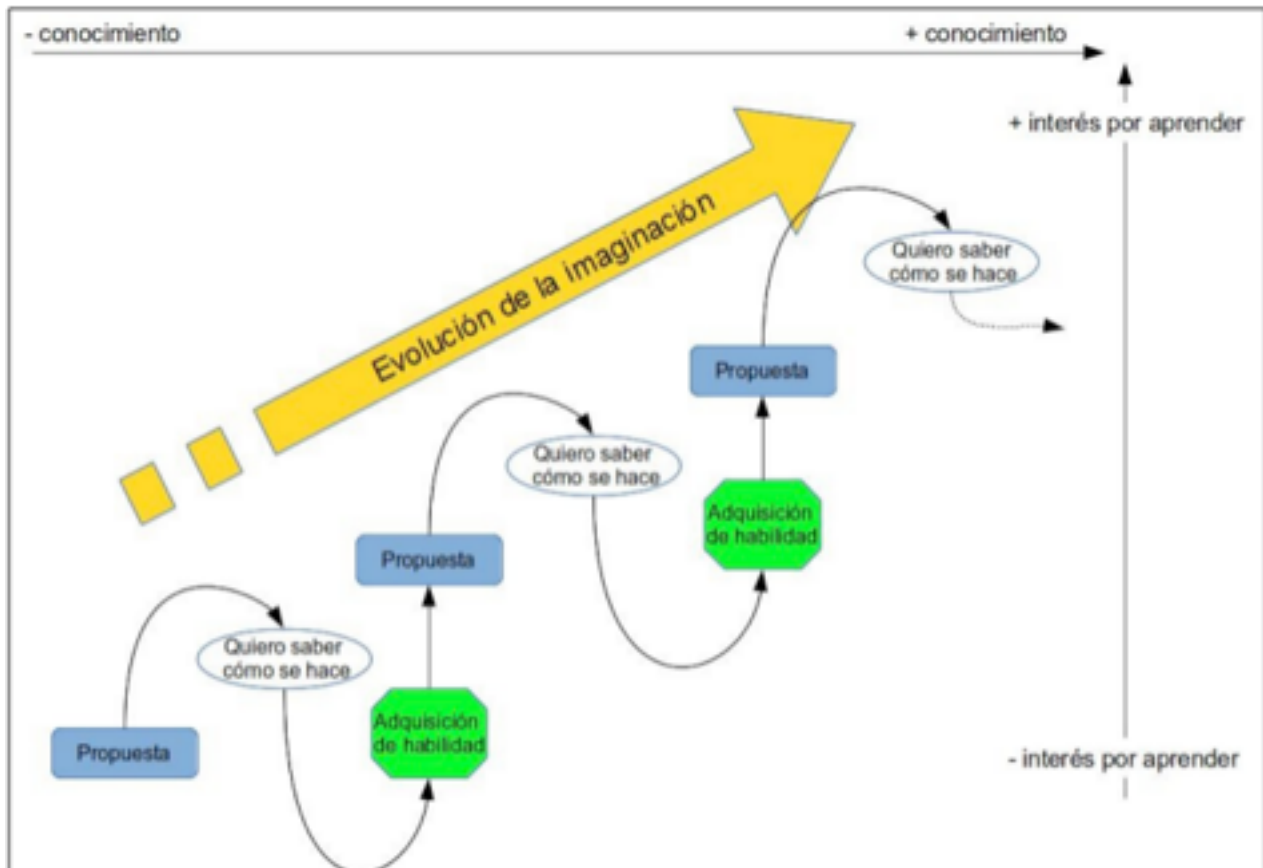 - conocimiento
+ conocimiento
+ interés por aprender
Evolución de la imaginación
Quiero saber
cómo se hace
Propuesta
Quiero saber
cómo se hace
Adquisición
de habilidad
Propuesta
Quiero saber
cómo se hace
Adquisición
de habilidad
Propuesta
- interés por aprender